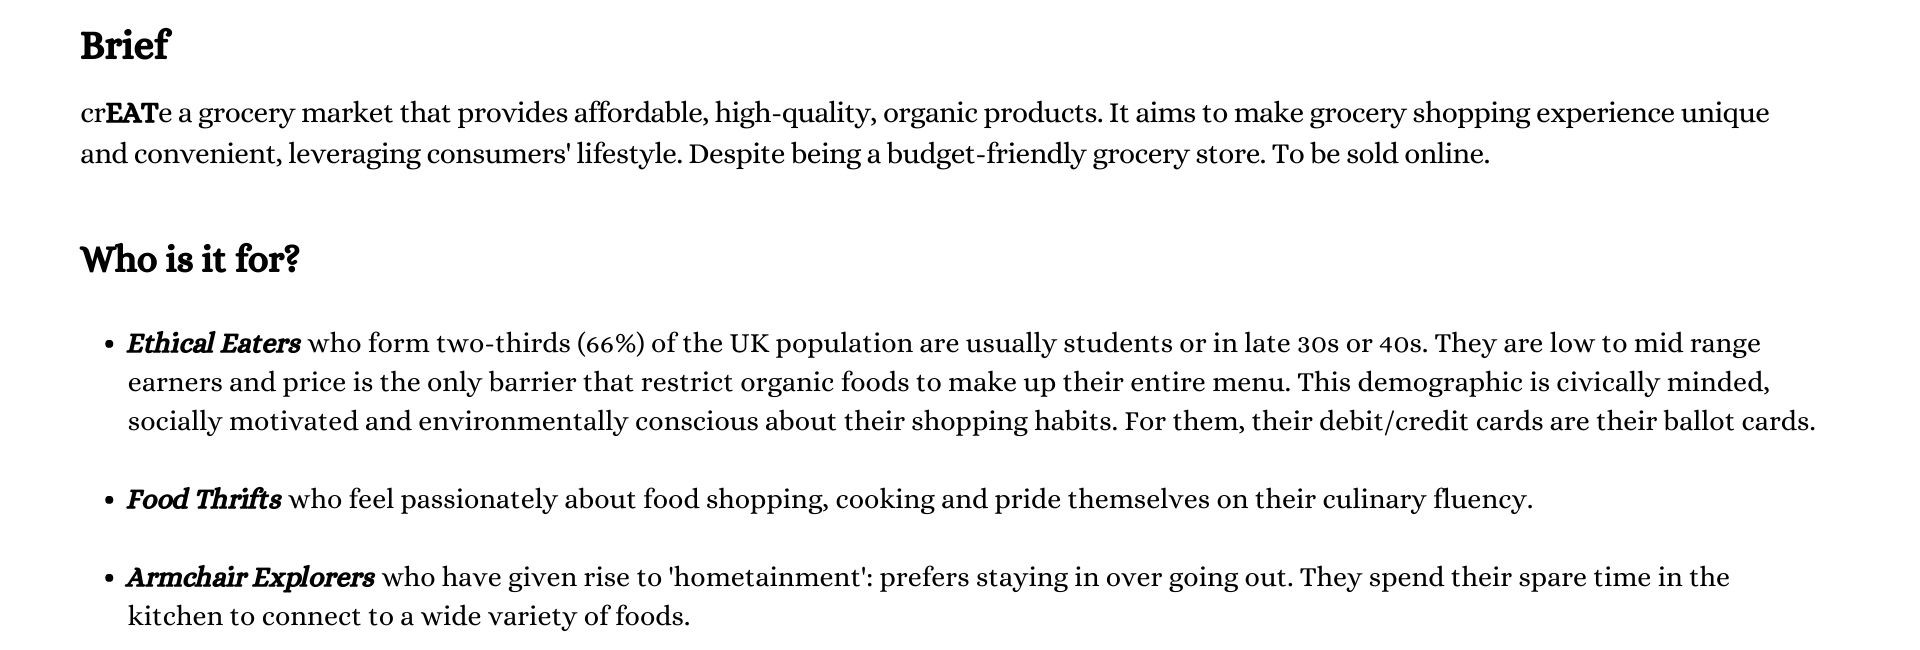 Brief
crEATe a grocery market that provides affordable, high-quality, organic products. It aims to make grocery shopping experience unique
and convenient, leveraging consumers' lifestyle. Despite being a budget-friendly grocery store. To be sold online.
Who is it for?
• Ethical Eaters who form two-thirds (66%) of the UK population are usually students or in late 30s or 40s. They are low to mid range
earners and price is the only barrier that restrict organic foods to make up their entire menu. This demographic is civically minded,
socially motivated and environmentally conscious about their shopping habits. For them, their debit/credit cards are their ballot cards.
• Food Thrifts who feel passionately about food shopping, cooking and pride themselves on their culinary fluency.
• Armchair Explorers who have given rise to 'hometainment': prefers staying in over going out. They spend their spare time in the
kitchen to connect to a wide variety of foods.